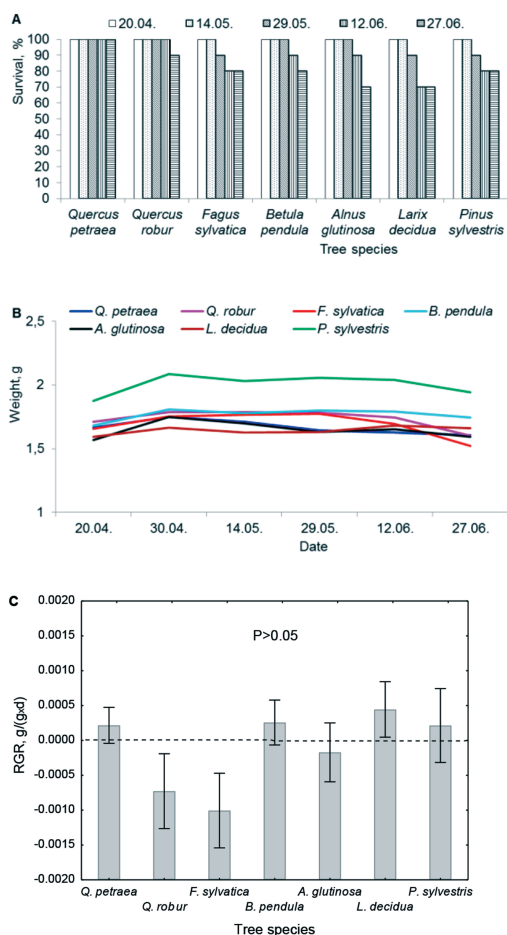 A
20.04. 14.05. 29.05. 12.06. 27.06.
Survival, %
100
90
80
70
60
50
40
30
20
10
0
Quercus petraea
Quercus robur
Fagus sylvatica
Betula pendula
Alnus glutinosa
Larix decidua
Pinus sylvestris
Tree species
B
Q. petraea Q. robur F. sylvatica B. pendula
A. glutinosa L. decidua P. sylvestris
Weight, g
2,5
2
1,5
1
20.04. 30.04. 14.05. 29.05. 12.06. 27.06.
Date
C
RGR, g/(gxd)
0.0020
0.0015
0.0010
0.0005
0.0000
-0.0005
-0.0010
-0.0015
-0.0020
P>0.05
Q. petraea F. sylvatica A. glutinosa P. sylvestris
Q. robur B. pendula L. decidua
Tree species